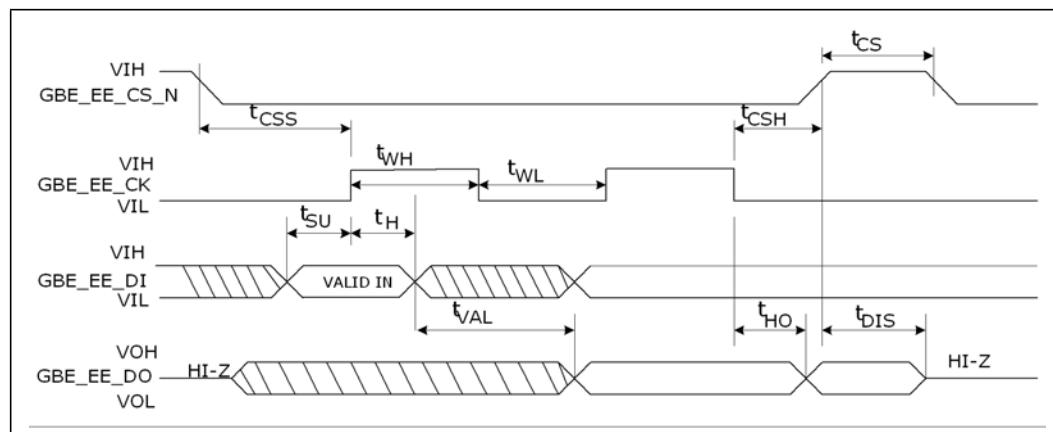 tCS
VIH
GBE_EE_CS_N
tCSS
tCSH
VIH
tWH
tWL
GBE_EE_CK
VIL
tSU
tH
VIH
GBE_EE_DI
VALID IN
VIL
tVAL
tHO
tDIS
VOH
GBE_EE_DO
HI-Z
HI-Z
VOL